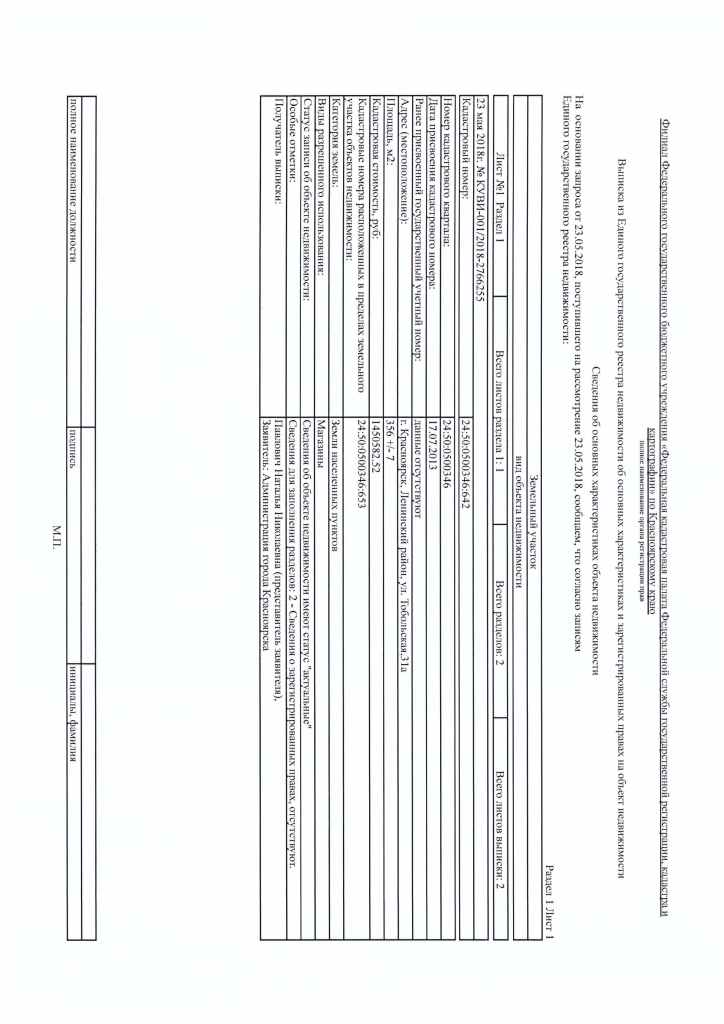 Филиал Федерального государственного бюджетного учреждения «Федеральная кадастровая палата Федеральной службы государственной регистрации, кадастра и
картографии» по Красноярскому краю
полное наименование органа регистрации прав
Выписка из Единого государственного реестра недвижимости об основных характеристиках и зарегистрированных правах на объект недвижимости
Сведения об основных характеристиках объекта недвижимости
На основании запроса от 23.05.2018, поступившего на рассмотрение 23.05.2018, сообщаем, что согласно записям
Единого государственного реестра недвижимости:
Раздел 1 Лист 1
Земельный участок
вид объекта недвижимости
Лист №1 Раздел 1 Всего листов раздела 1: 1 Всего разделов: 2 Всего листов выписки: 2
23 мая 2018г. № КУВИ-001/2018-2766255
Кадастровый номер: 24:50:0500346:642
Номер кадастрового квартала: 24:50:0500346
Дата присвоения кадастрового номера: 17.07.2013
Ранее присвоенный государственный учетный номер: данные отсутствуют
Адрес (местоположение): г. Красноярск, Ленинский район, ул. Тобольская,31а
Площадь, м2: 356 +/- 7
Кадастровая стоимость, руб: 1450582.52
Кадастровые номера расположенных в пределах земельного 24:50:0500346:653
участка объектов недвижимости:
Категория земель: Земли населенных пунктов
Виды разрешенного использования: Магазины
Статус записи об объекте недвижимости: Сведения об объекте недвижимости имеют статус "актуальные"
Особые отметки: Сведения для заполнения разделов: 2 - Сведения о зарегистрированных правах, отсутствуют.
Получатель выписки: Павлович Наталья Николаевна (представитель заявителя),
Заявитель: Администрация города Красноярска
полное наименование должности подпись инициалы, фамилия
М.П.